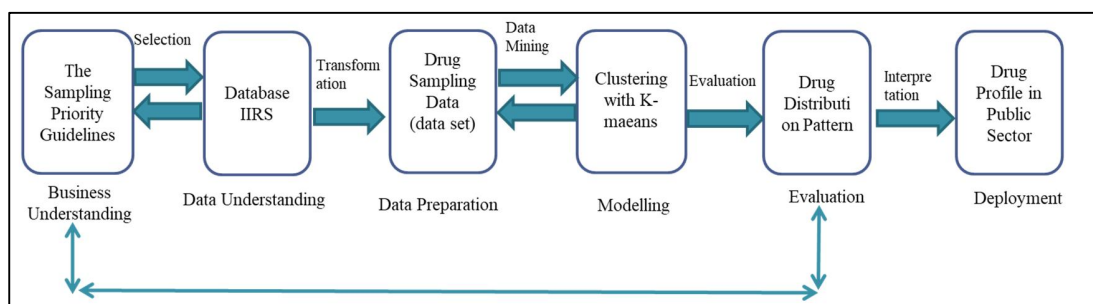 Selection
Transform
ation
Data
Mining
Evaluation
Interpre
tation
The
Sampling
Priority
Guidelines
Database
IIRS
Drug
Sampling
Data
(data set)
Clustering
with K-
maeans
Drug
Distributi
on Pattern
Drug
Profile in
Public
Sector
Business
Understanding
Data Understanding
Data Preparation
Modelling
Evaluation
Deployment